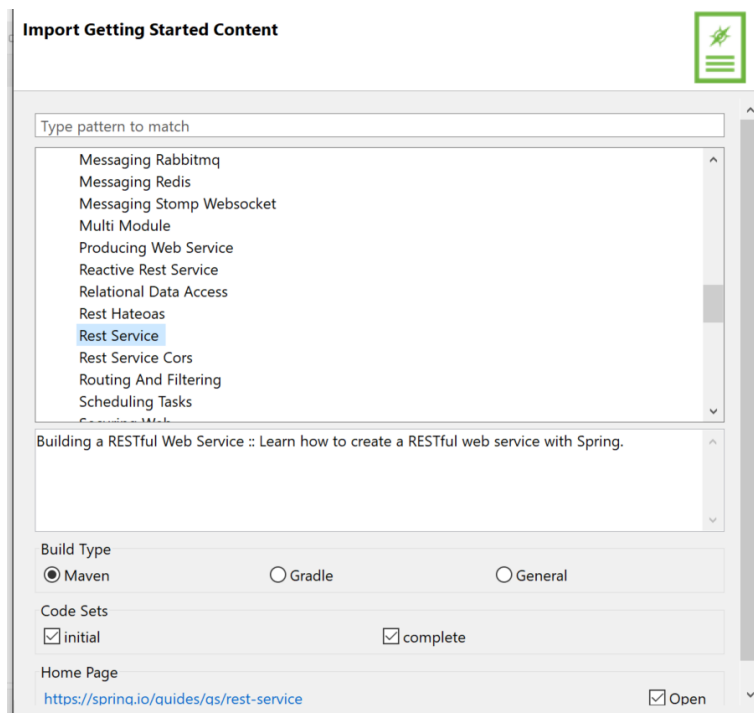 Import Getting Started Content
Type pattern to match
Messaging Rabbitmq
Messaging Redis
Messaging Stomp Websocket
Multi Module
Producing Web Service
Reactive Rest Service
Relational Data Access
Rest Hateoas
Rest Service
Rest Service Cors
Routing And Filtering
Scheduling Tasks
Securing Web
Building a RESTful Web Service :: Learn how to create a RESTful web service with Spring.
Build Type
Maven Gradle General
Code Sets
initial complete
Home Page
https://spring.io/guides/gs/rest-service Open